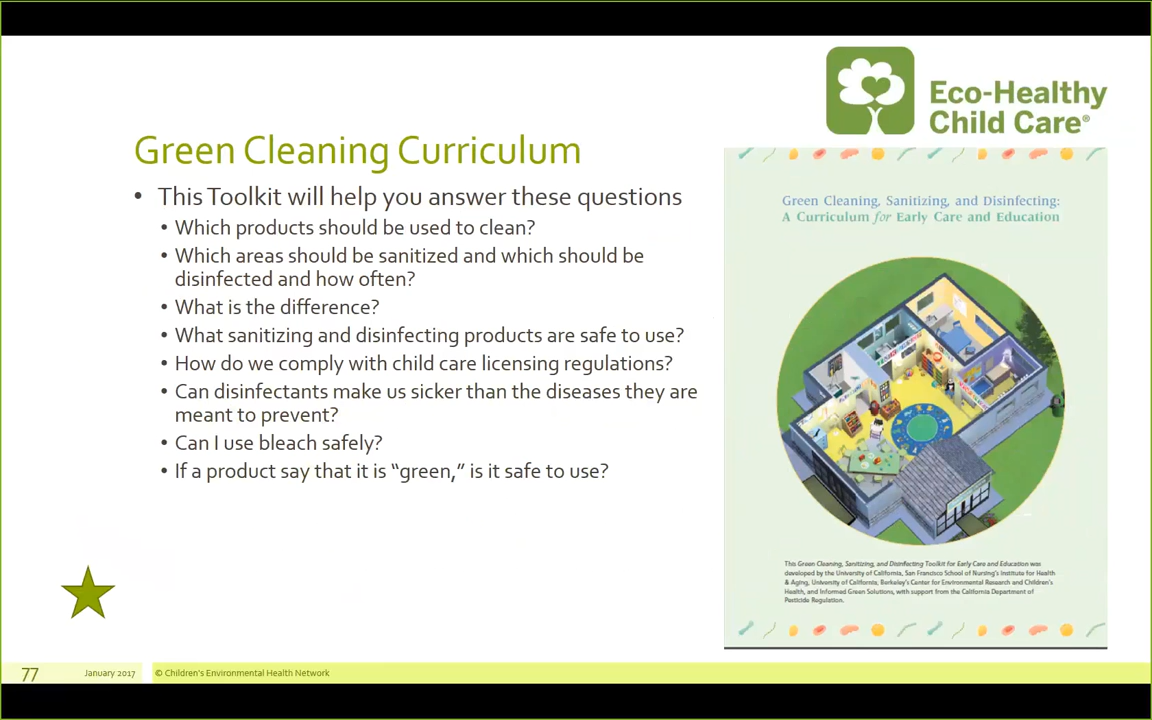 Eco-Healthy
Child Care®
Green Cleaning Curriculum
• This Toolkit will help you answer these questions
• Which products should be used to clean?
• Which areas should be sanitized and which should be
disinfected and how often?
• What is the difference?
• What sanitizing and disinfecting products are safe to use?
• How do we comply with child care licensing regulations?
• Can disinfectants make us sicker than the diseases they are
meant to prevent?
• Can I use bleach safely?
• If a product say that it is “green,” is it safe to use?
Green Cleaning, Sanitizing, and Disinfecting:
A Curriculum for Early Care and Education
This Green Cleaning, Sanitizing, and Disinfecting Toolkit for Early Care and Education was
developed by the University of California, San Francisco School of Nursing's Institute for Health
& Aging, University of California, Berkeley's Center for Environmental Research and Children's
Health, and Informed Green Solutions, with support from the California Department of
Pesticide Regulation.
77
January 2017
© Children's Environmental Health Network